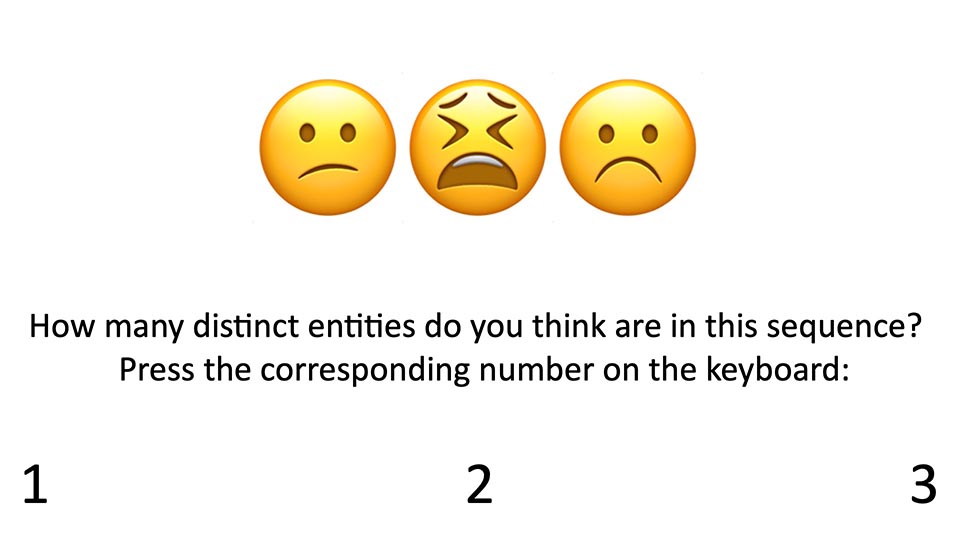 How many distinct entities do you think are in this sequence?
Press the corresponding number on the keyboard:
1 2 3